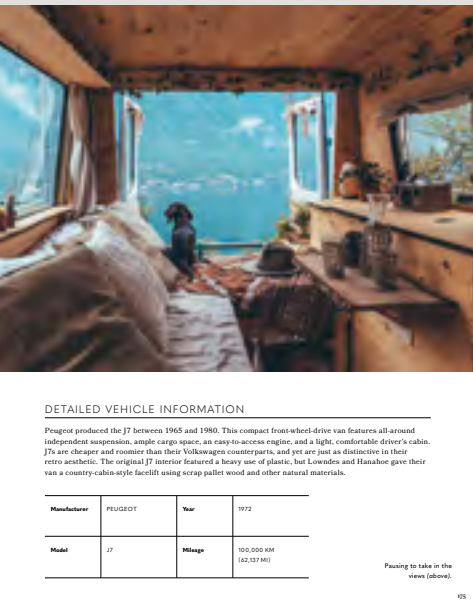 DETAILED VEHICLE INFORMATION
Peugeot produced the J7 between 1965 and 1980. This compact front-wheel-drive van features all-around
independent suspension, ample cargo space, an easy-to-access engine, and a light, comfortable driver's cabin.
J7s are cheaper and roomier than their Volkswagen counterparts, and yet are just as distinctive in their
retro aesthetic. The original J7 interior featured a heavy use of plastic, but Lowndes and Hanahoe gave their
van a country-cabin-style facelift using scrap pallet wood and other natural materials.
Manufacturer PEUGEOT Year 1972
Model J7 Mileage 100,000 KM
(62,137 MI)
Pausing to take in the
views (above).
175